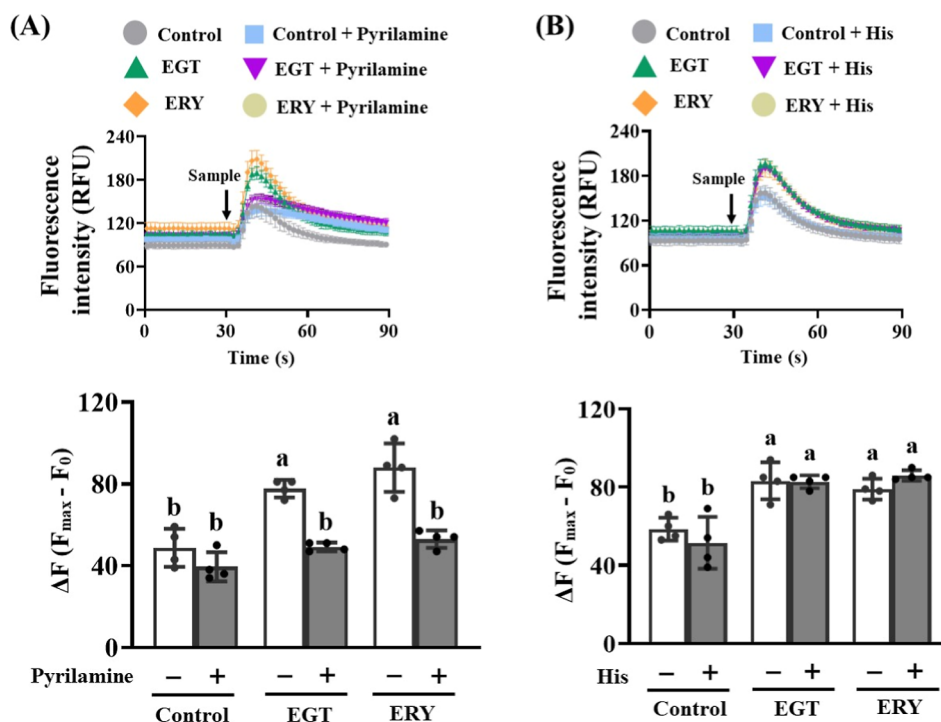 (A)
Control
Control + Pyrilamine
EGT
EGT + Pyrilamine
ERY
ERY + Pyrilamine
Fluorescence
intensity (RFU)
240
180
120
60
0
Sample
0 30 60 90
Time (s)
(B)
Control
Control + His
EGT
EGT + His
ERY
ERY + His
Fluorescence
intensity (RFU)
240
180
120
60
0
Sample
0 30 60 90
Time (s)
ΔF (Fmax - F0)
120
80
40
0
b b a b a b
Pyrilamine − + − + − +
Control EGT ERY
ΔF (Fmax - F0)
120
80
40
0
b b a a a a
His − + − + − +
Control EGT ERY